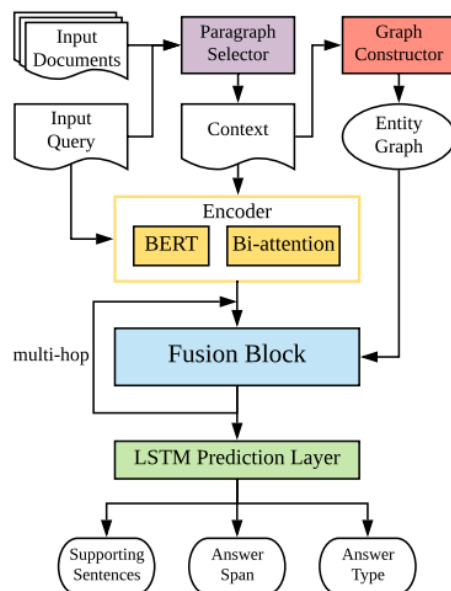 Input
Documents
Paragraph
Selector
Graph
Constructor
Input
Query
Context
Entity
Graph
Encoder
BERT
Bi-attention
multi-hop
Fusion Block
LSTM Prediction Layer
Supporting
Sentences
Answer
Span
Answer
Type